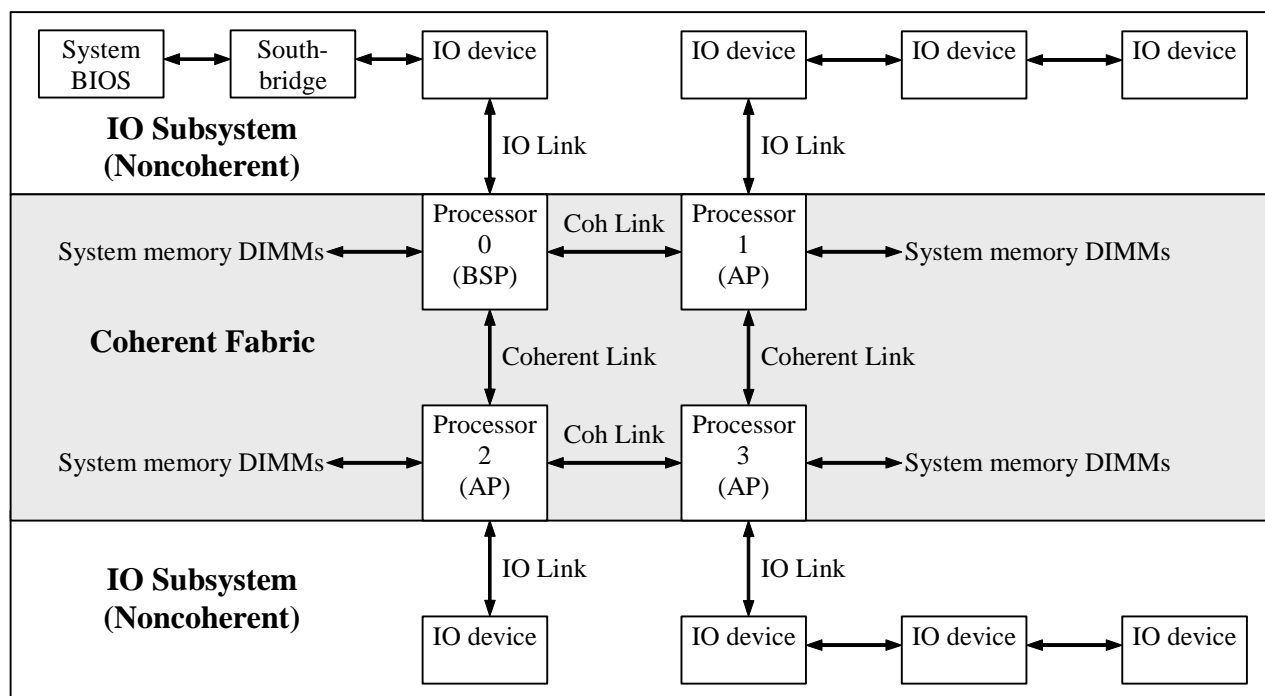 System
BIOS
South-
bridge
IO device
IO device
IO device
IO device
IO Subsystem
(Noncoherent)
IO Link
IO Link
Processor
0
(BSP)
Coh Link
Processor
1
(AP)
System memory DIMMs
System memory DIMMs
Coherent Fabric
Coherent Link
Coherent Link
Processor
2
(AP)
Coh Link
Processor
3
(AP)
System memory DIMMs
System memory DIMMs
IO Subsystem
(Noncoherent)
IO Link
IO Link
IO device
IO device
IO device
IO device